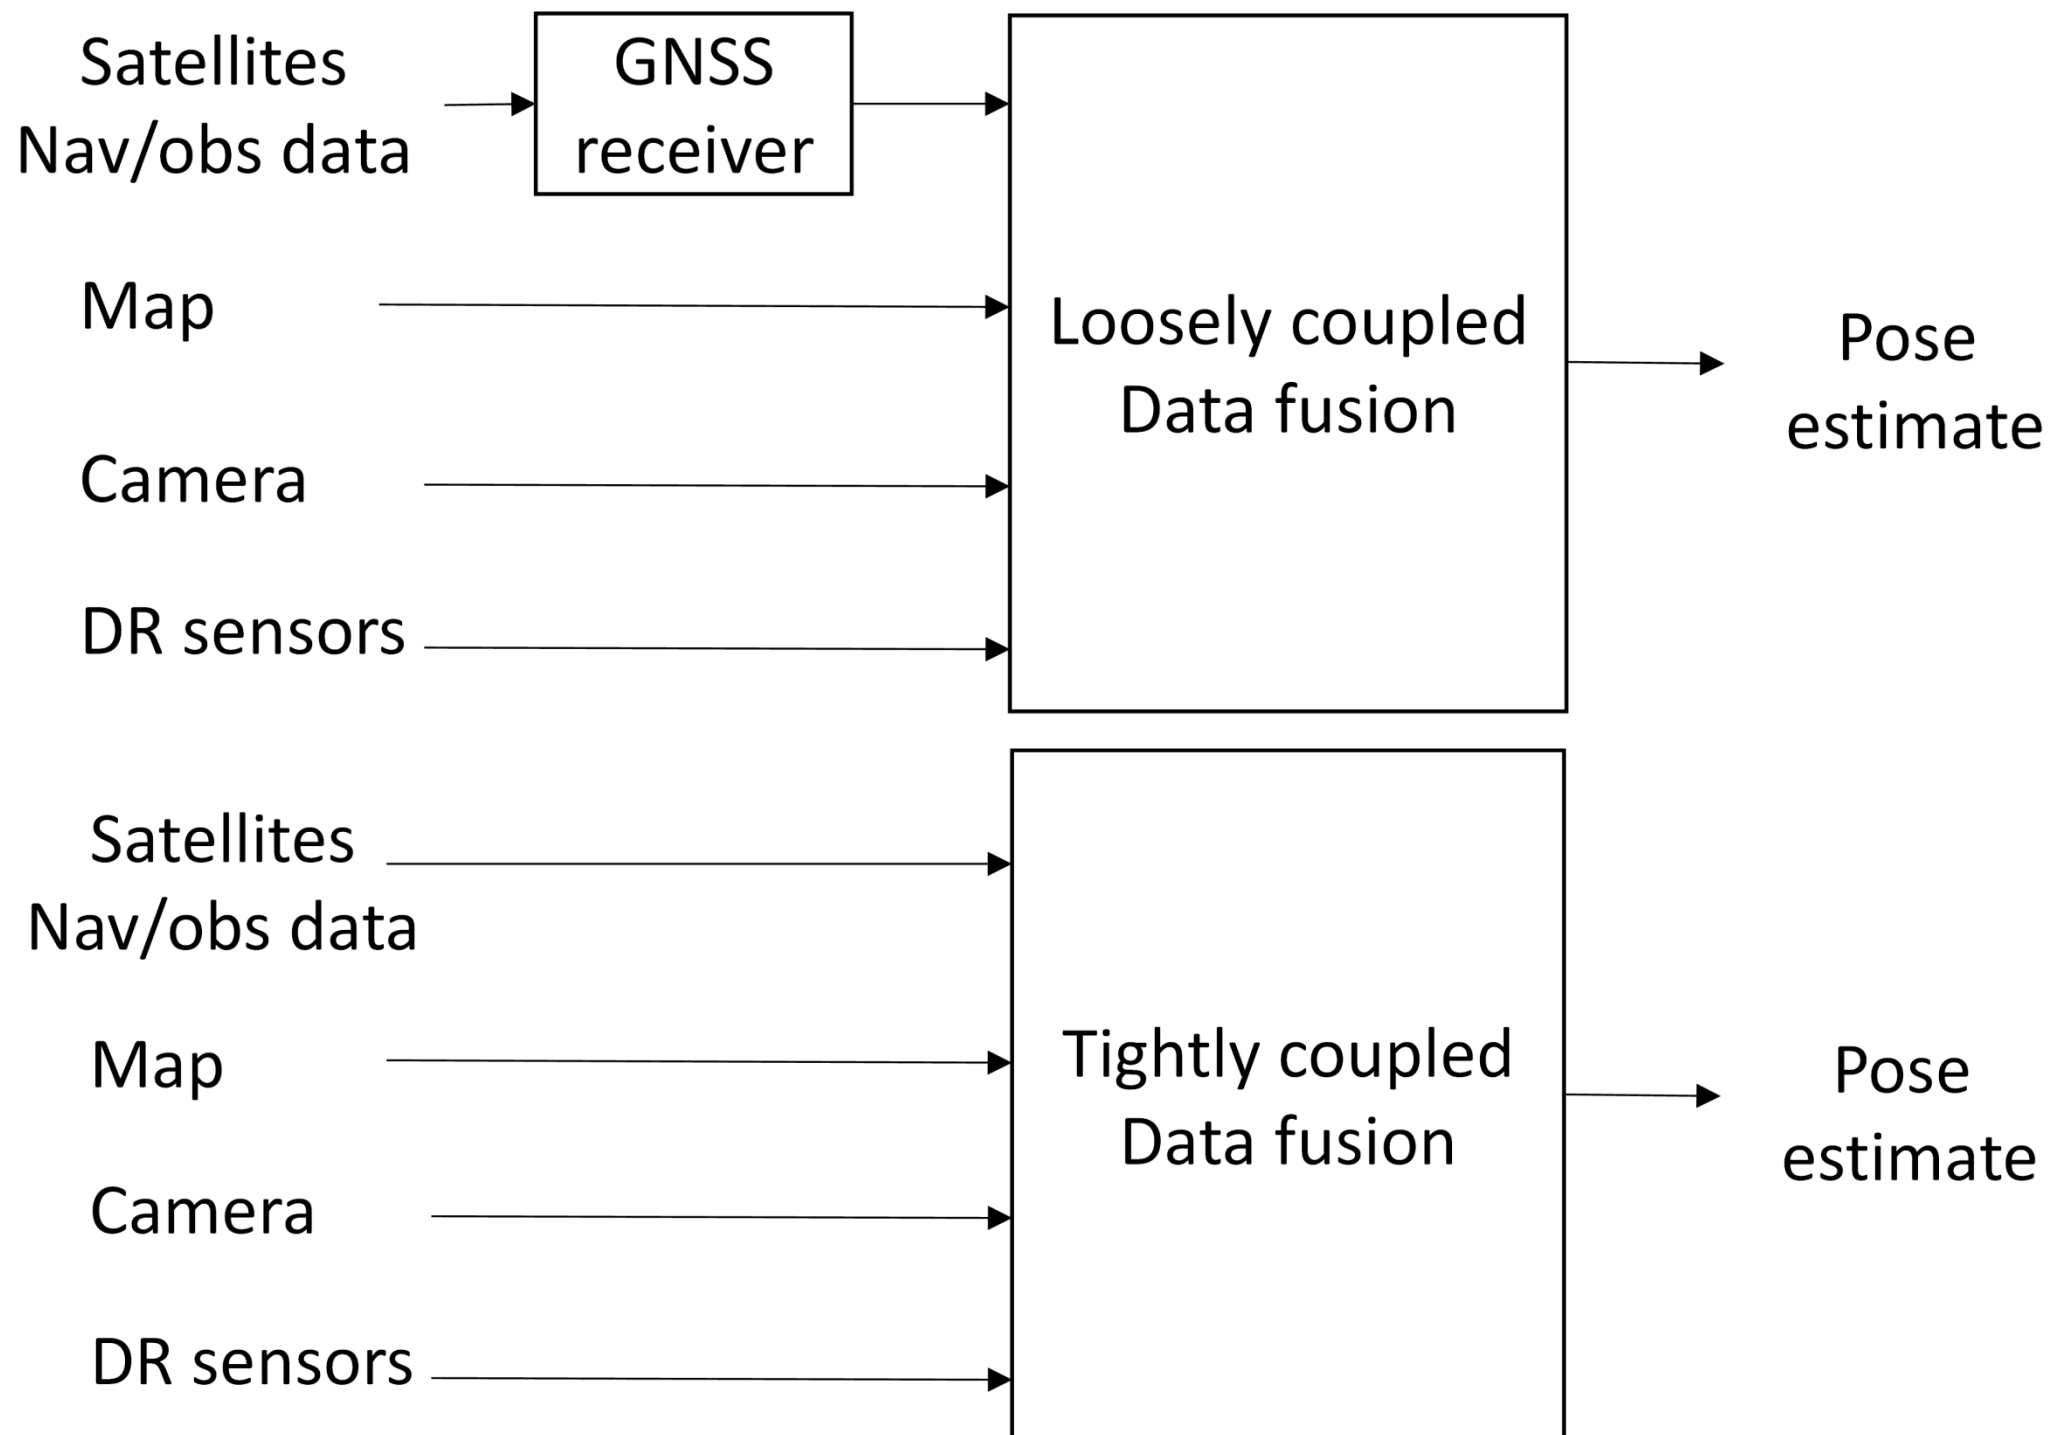 Satellites
Nav/obs data
GNSS
receiver
Map
Camera
DR sensors
Loosely coupled
Data fusion
Pose
estimate
Satellites
Nav/obs data
Map
Camera
DR sensors
Tightly coupled
Data fusion
Pose
estimate